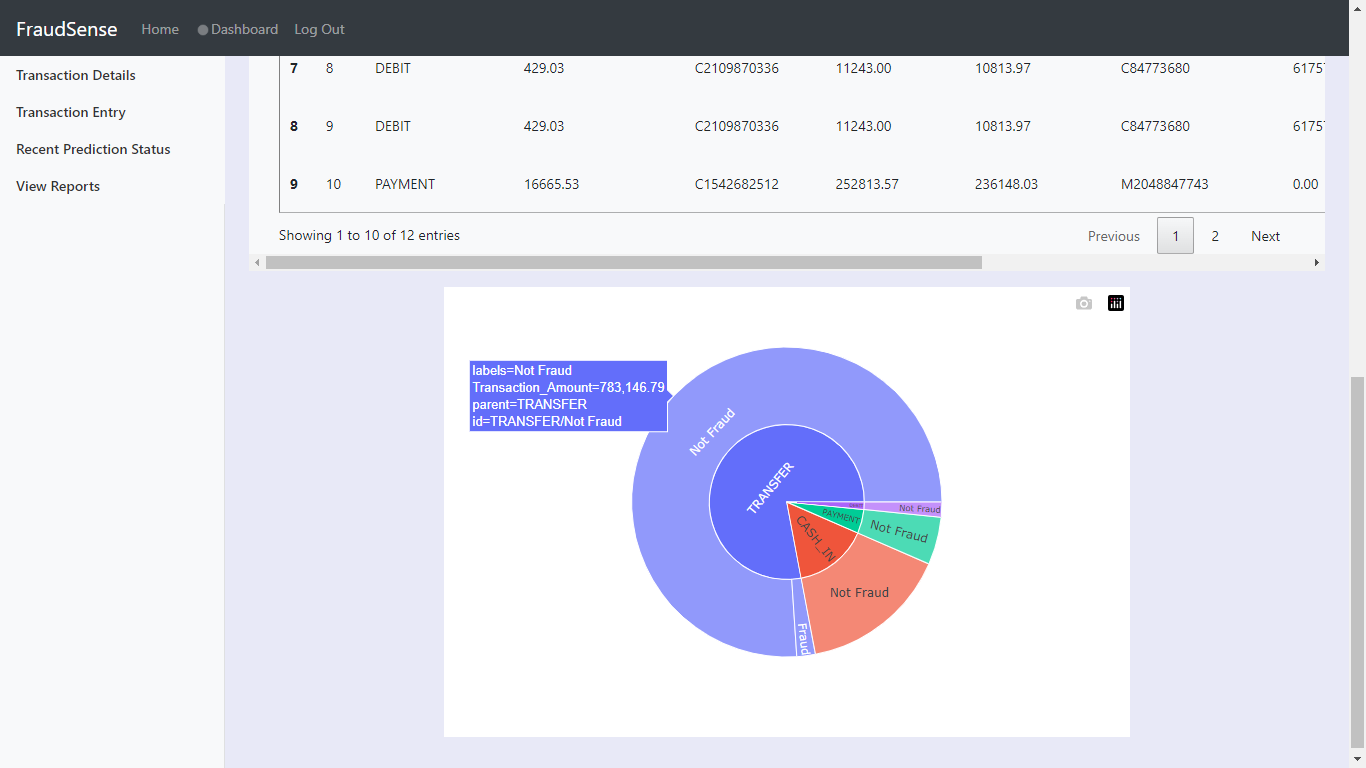 FraudSense Home Dashboard Log Out
Transaction Details
Transaction Entry
Recent Prediction Status
View Reports
7 8 DEBIT 429.03 C2109870336 11243.00 10813.97 C84773680 6175
8 9 DEBIT 429.03 C2109870336 11243.00 10813.97 C84773680 6175
9 10 PAYMENT 16665.53 C1542682512 252813.57 236148.03 M2048847743 0.00
Showing 1 to 10 of 12 entries
Previous 1 2 Next
labels=Not Fraud
Transaction_Amount=783,146.79
parent=TRANSFER
id=TRANSFER/Not Fraud
Not Fraud
TRANSFER
Not Fraud
PAYMENT
Not Fraud
CASH_IN
Not Fraud
Fraud